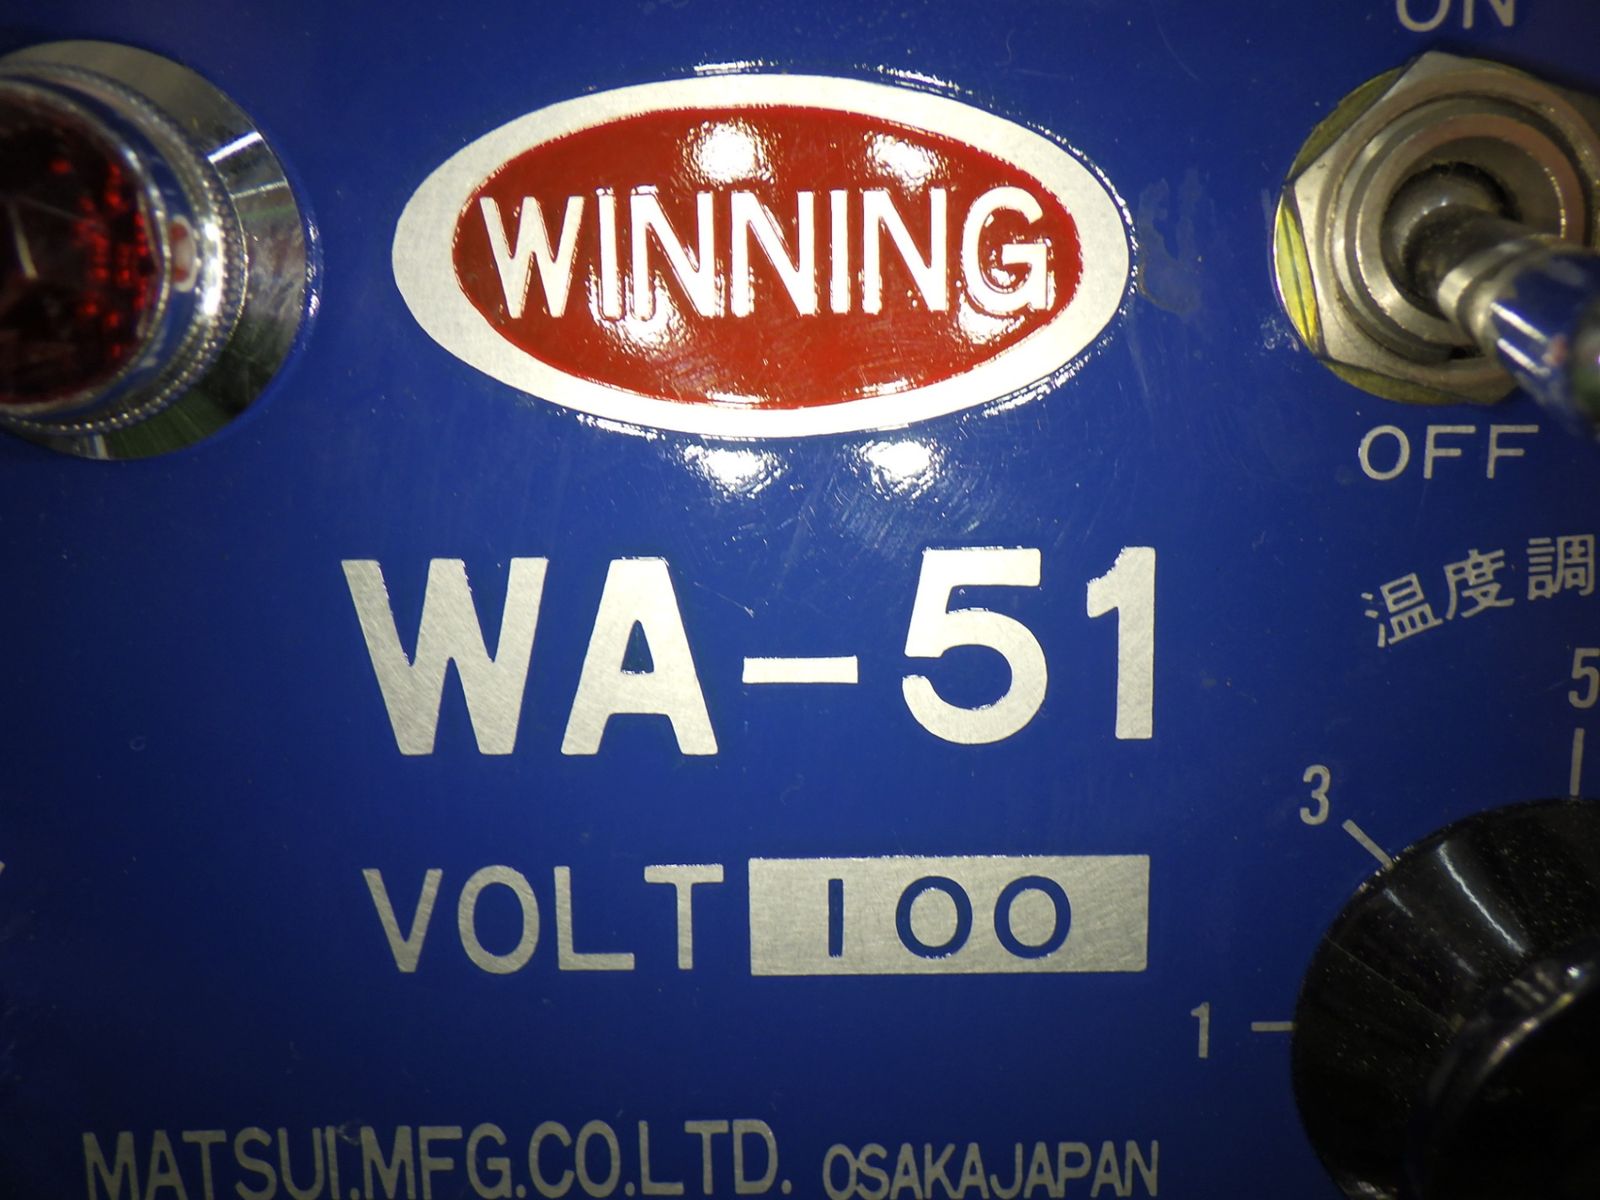 ON
WINNING
OFF
温度調
WA-51
5
3
VOLT 100
1
MATSUI.MFG.CO.LTD. OSAKAJAPAN